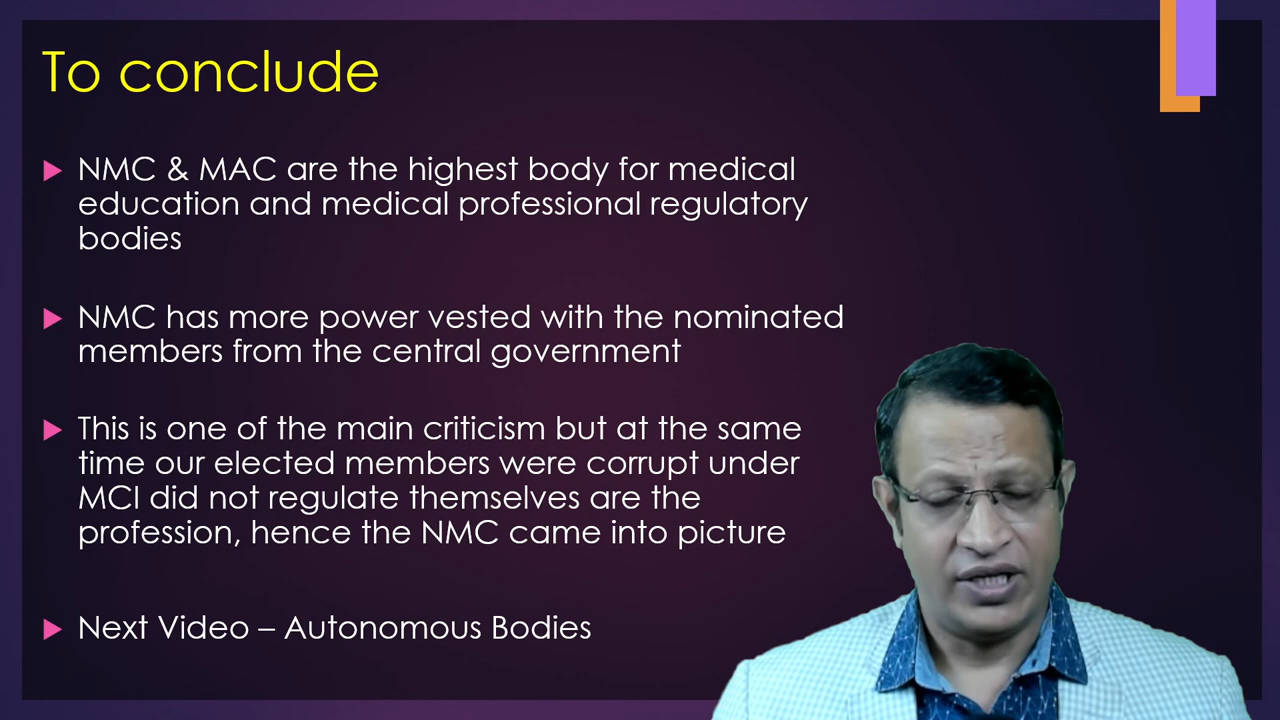 To conclude
NMC & MAC are the highest body for medical
education and medical professional regulatory
bodies
NMC has more power vested with the nominated
members from the central government
This is one of the main criticism but at the same
time our elected members were corrupt under
MCI did not regulate themselves are the
profession, hence the NMC came into picture
Next Video – Autonomous Bodies